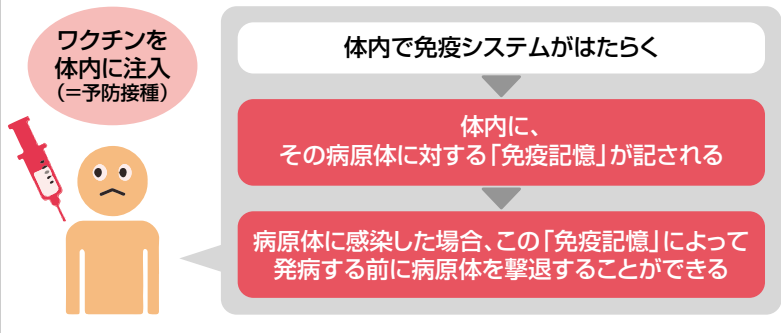 ワクチンを
体内に注入
(＝予防接種)
体内で免疫システムがはたらく
体内に、
その病原体に対する「免疫記憶」が記される
病原体に感染した場合、この「免疫記憶」によって
発病する前に病原体を撃退することができる